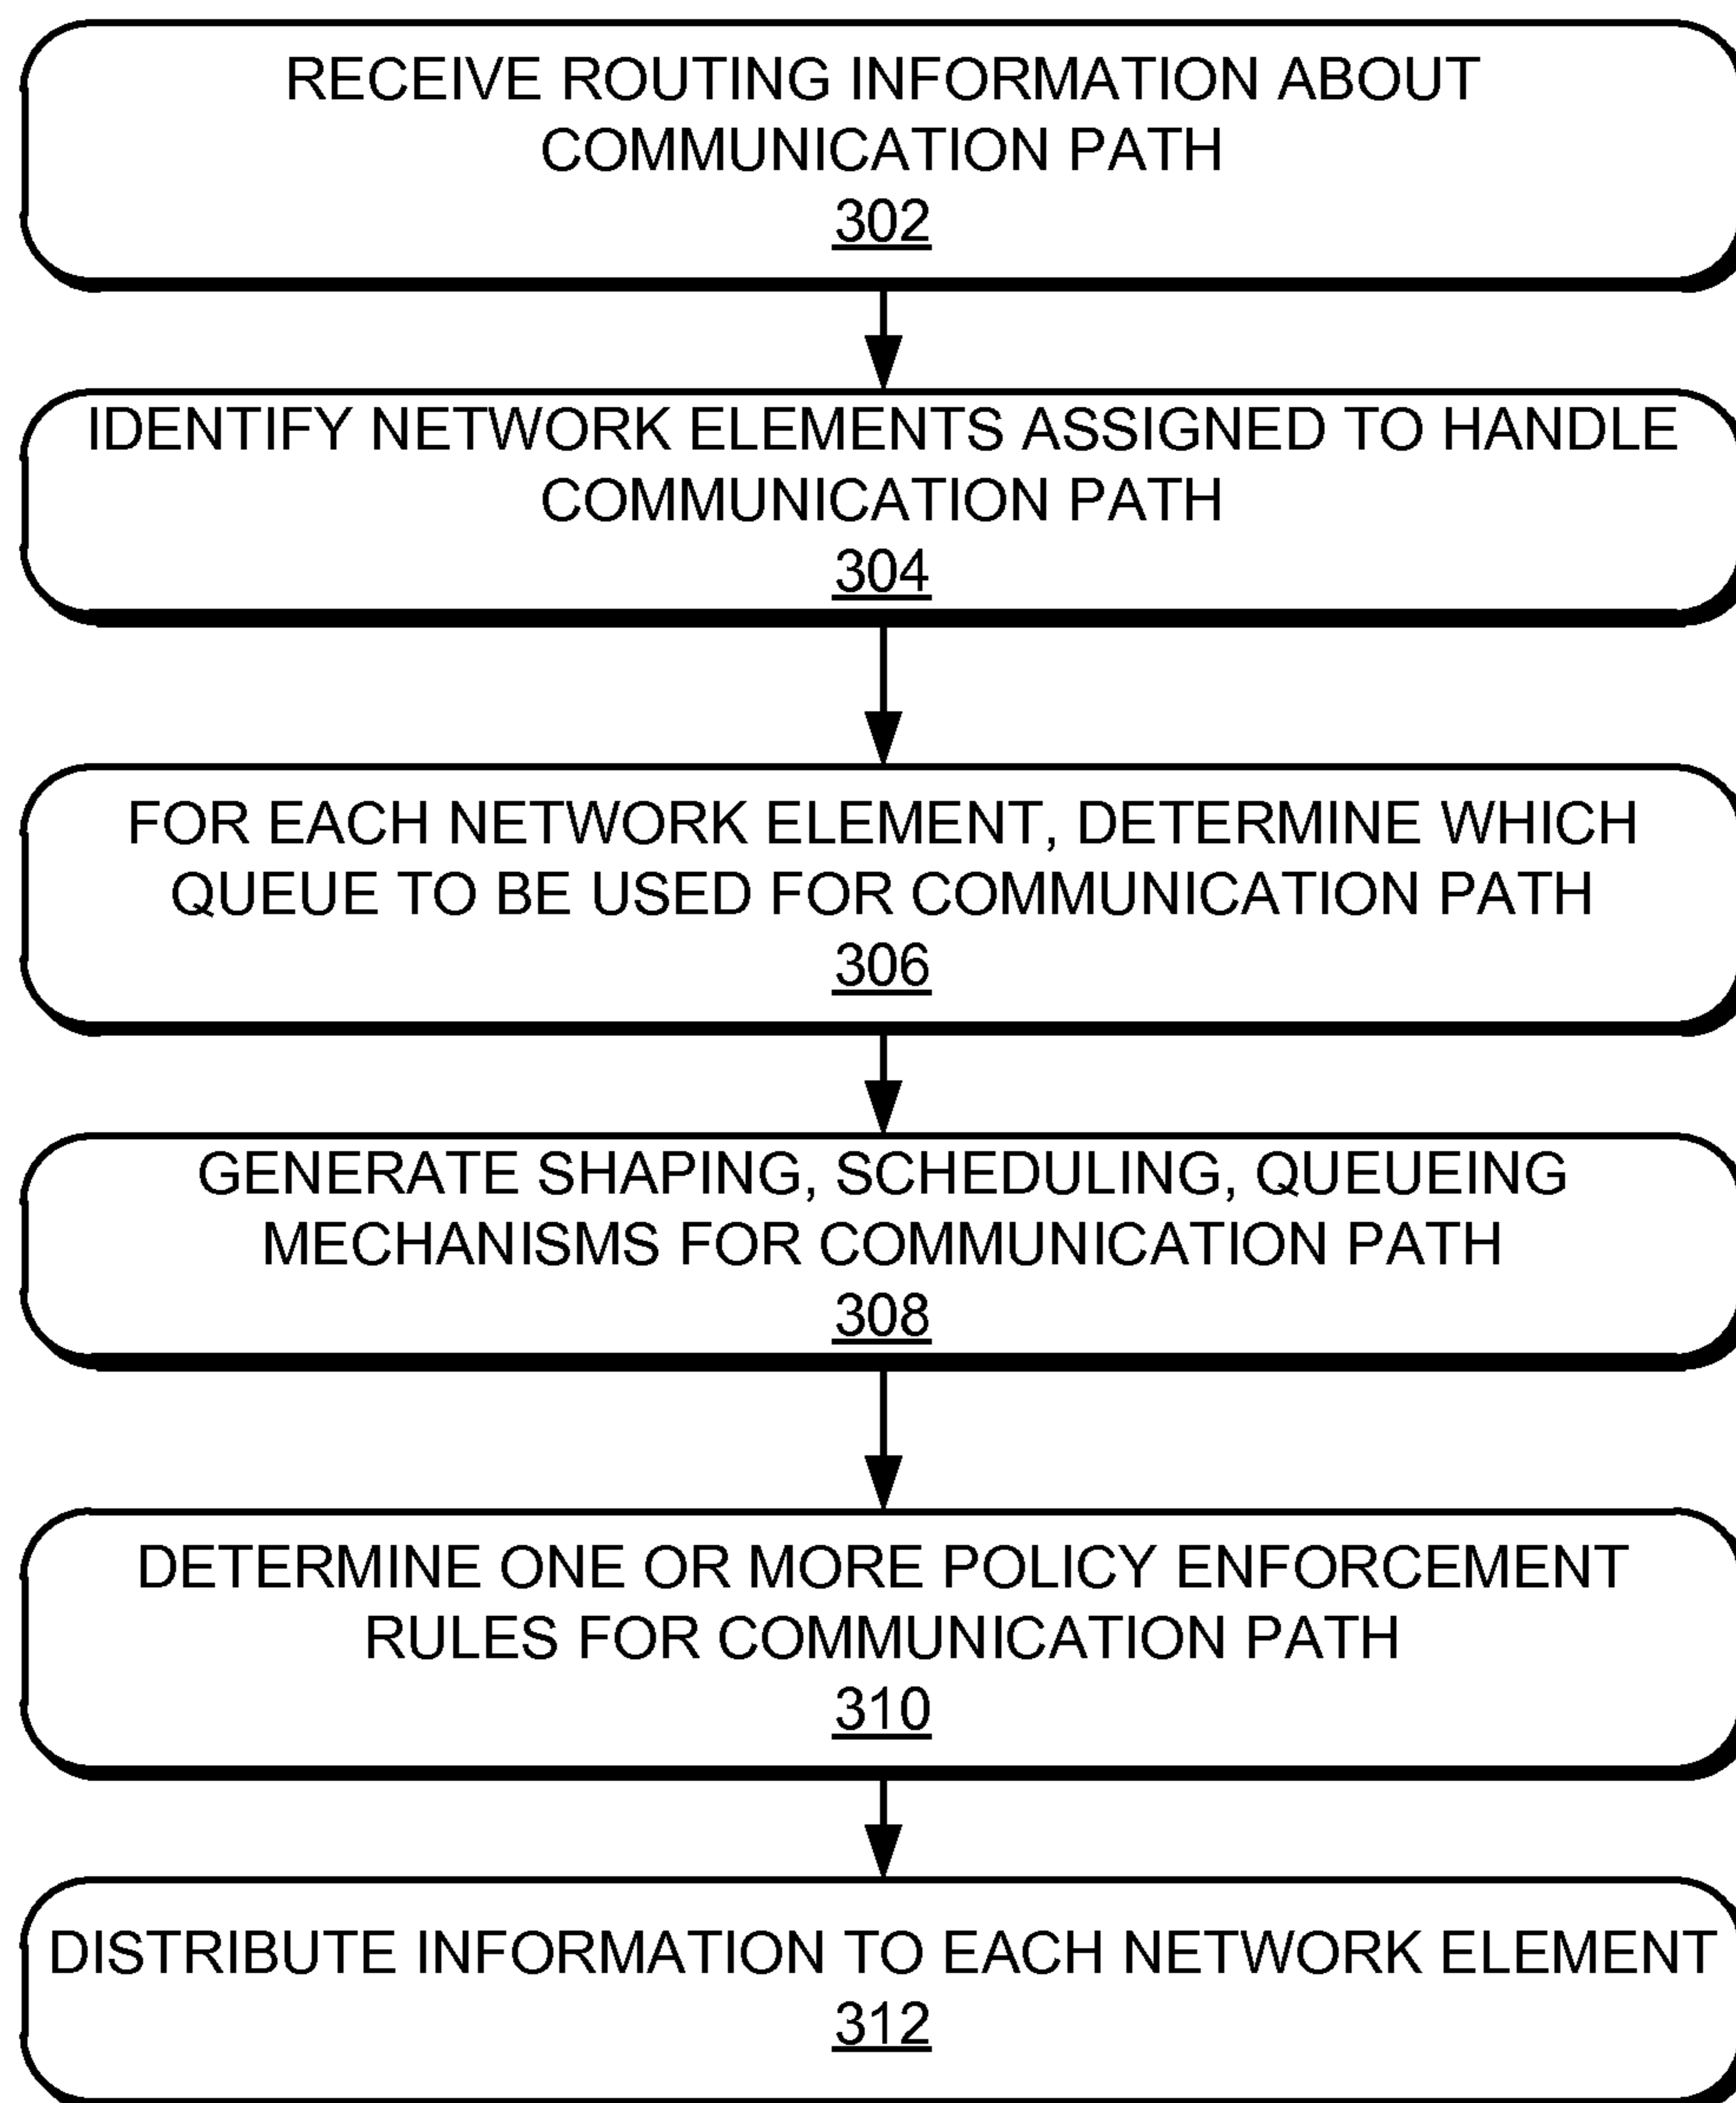 RECEIVE ROUTING INFORMATION ABOUT
COMMUNICATION PATH
302
IDENTIFY NETWORK ELEMENTS ASSIGNED TO HANDLE
COMMUNICATION PATH
304
FOR EACH NETWORK ELEMENT, DETERMINE WHICH
QUEUE TO BE USED FOR COMMUNICATION PATH
306
GENERATE SHAPING, SCHEDULING, QUEUEING
MECHANISMS FOR COMMUNICATION PATH
308
DETERMINE ONE OR MORE POLICY ENFORCEMENT
RULES FOR COMMUNICATION PATH
310
DISTRIBUTE INFORMATION TO EACH NETWORK ELEMENT
312